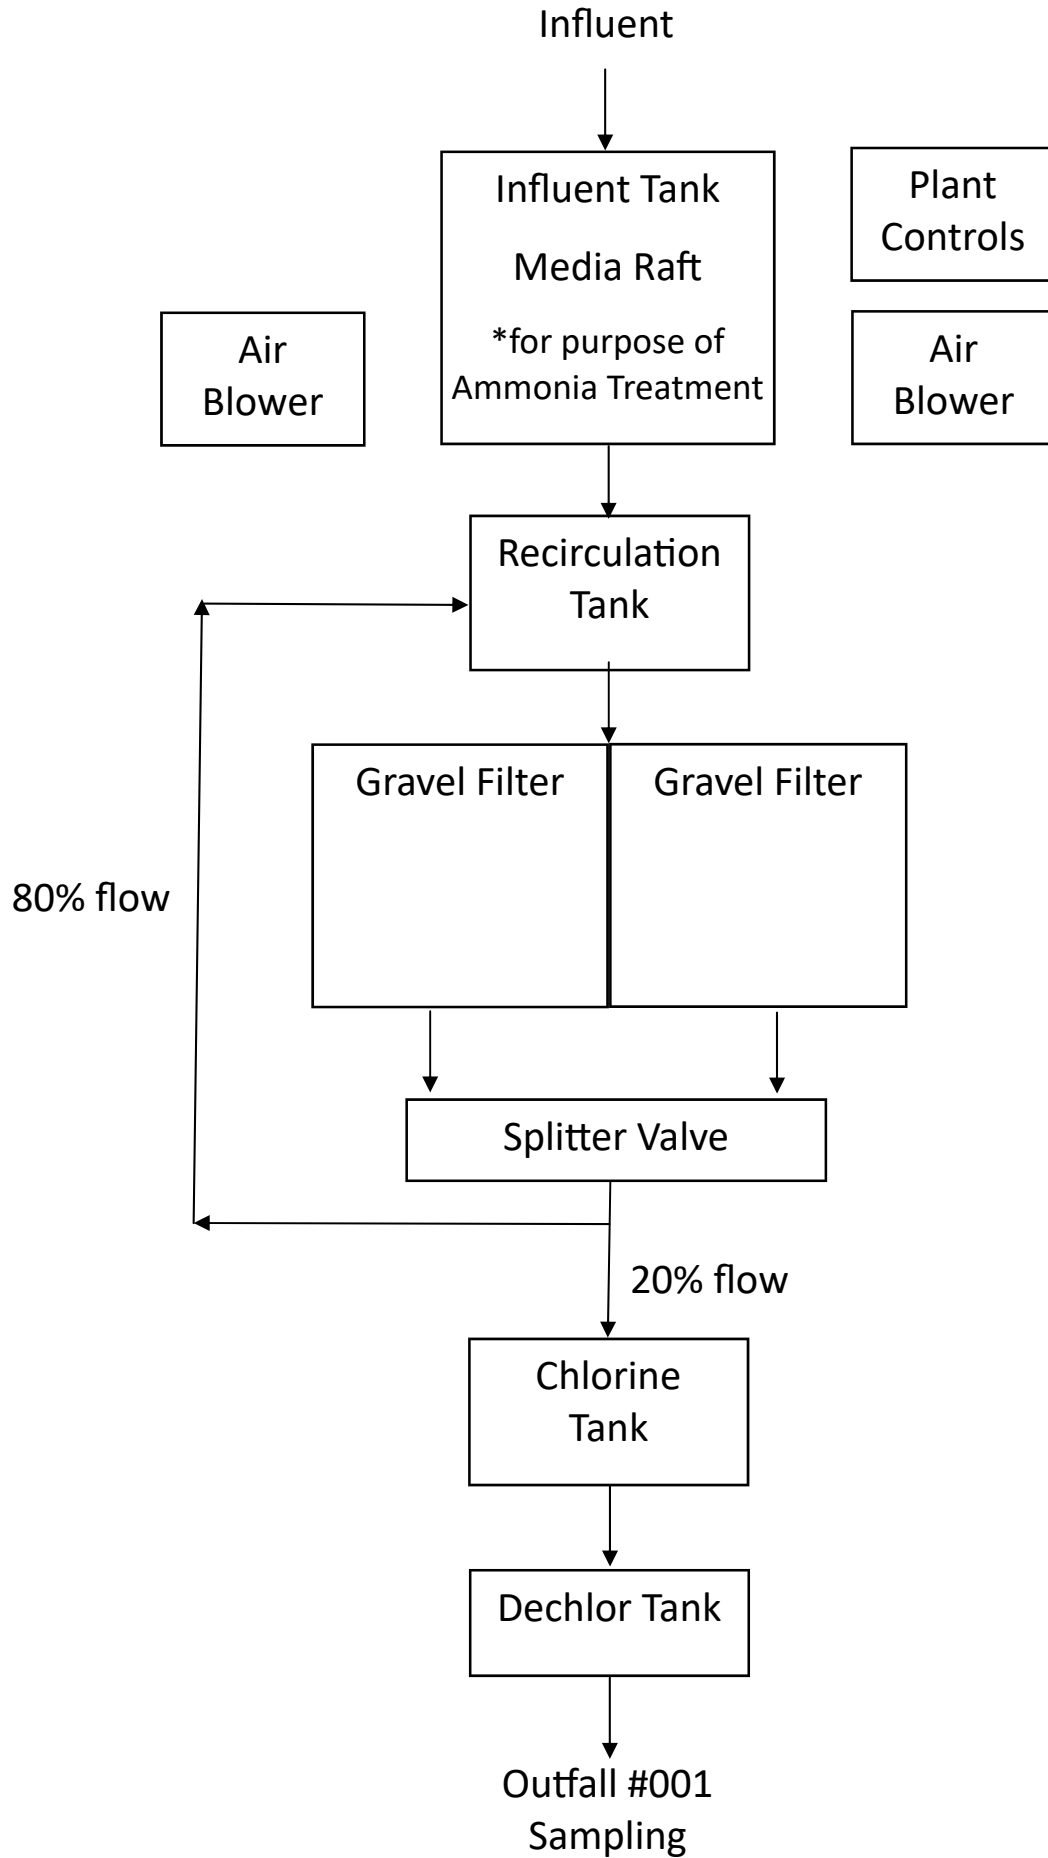 Influent
Influent Tank
Media Raft
*for purpose of
Ammonia Treatment
Plant
Controls
Air
Blower
Air
Blower
Recirculation
Tank
Gravel Filter
Gravel Filter
80% flow
Splitter Valve
20% flow
Chlorine
Tank
Dechlor Tank
Outfall #001
Sampling